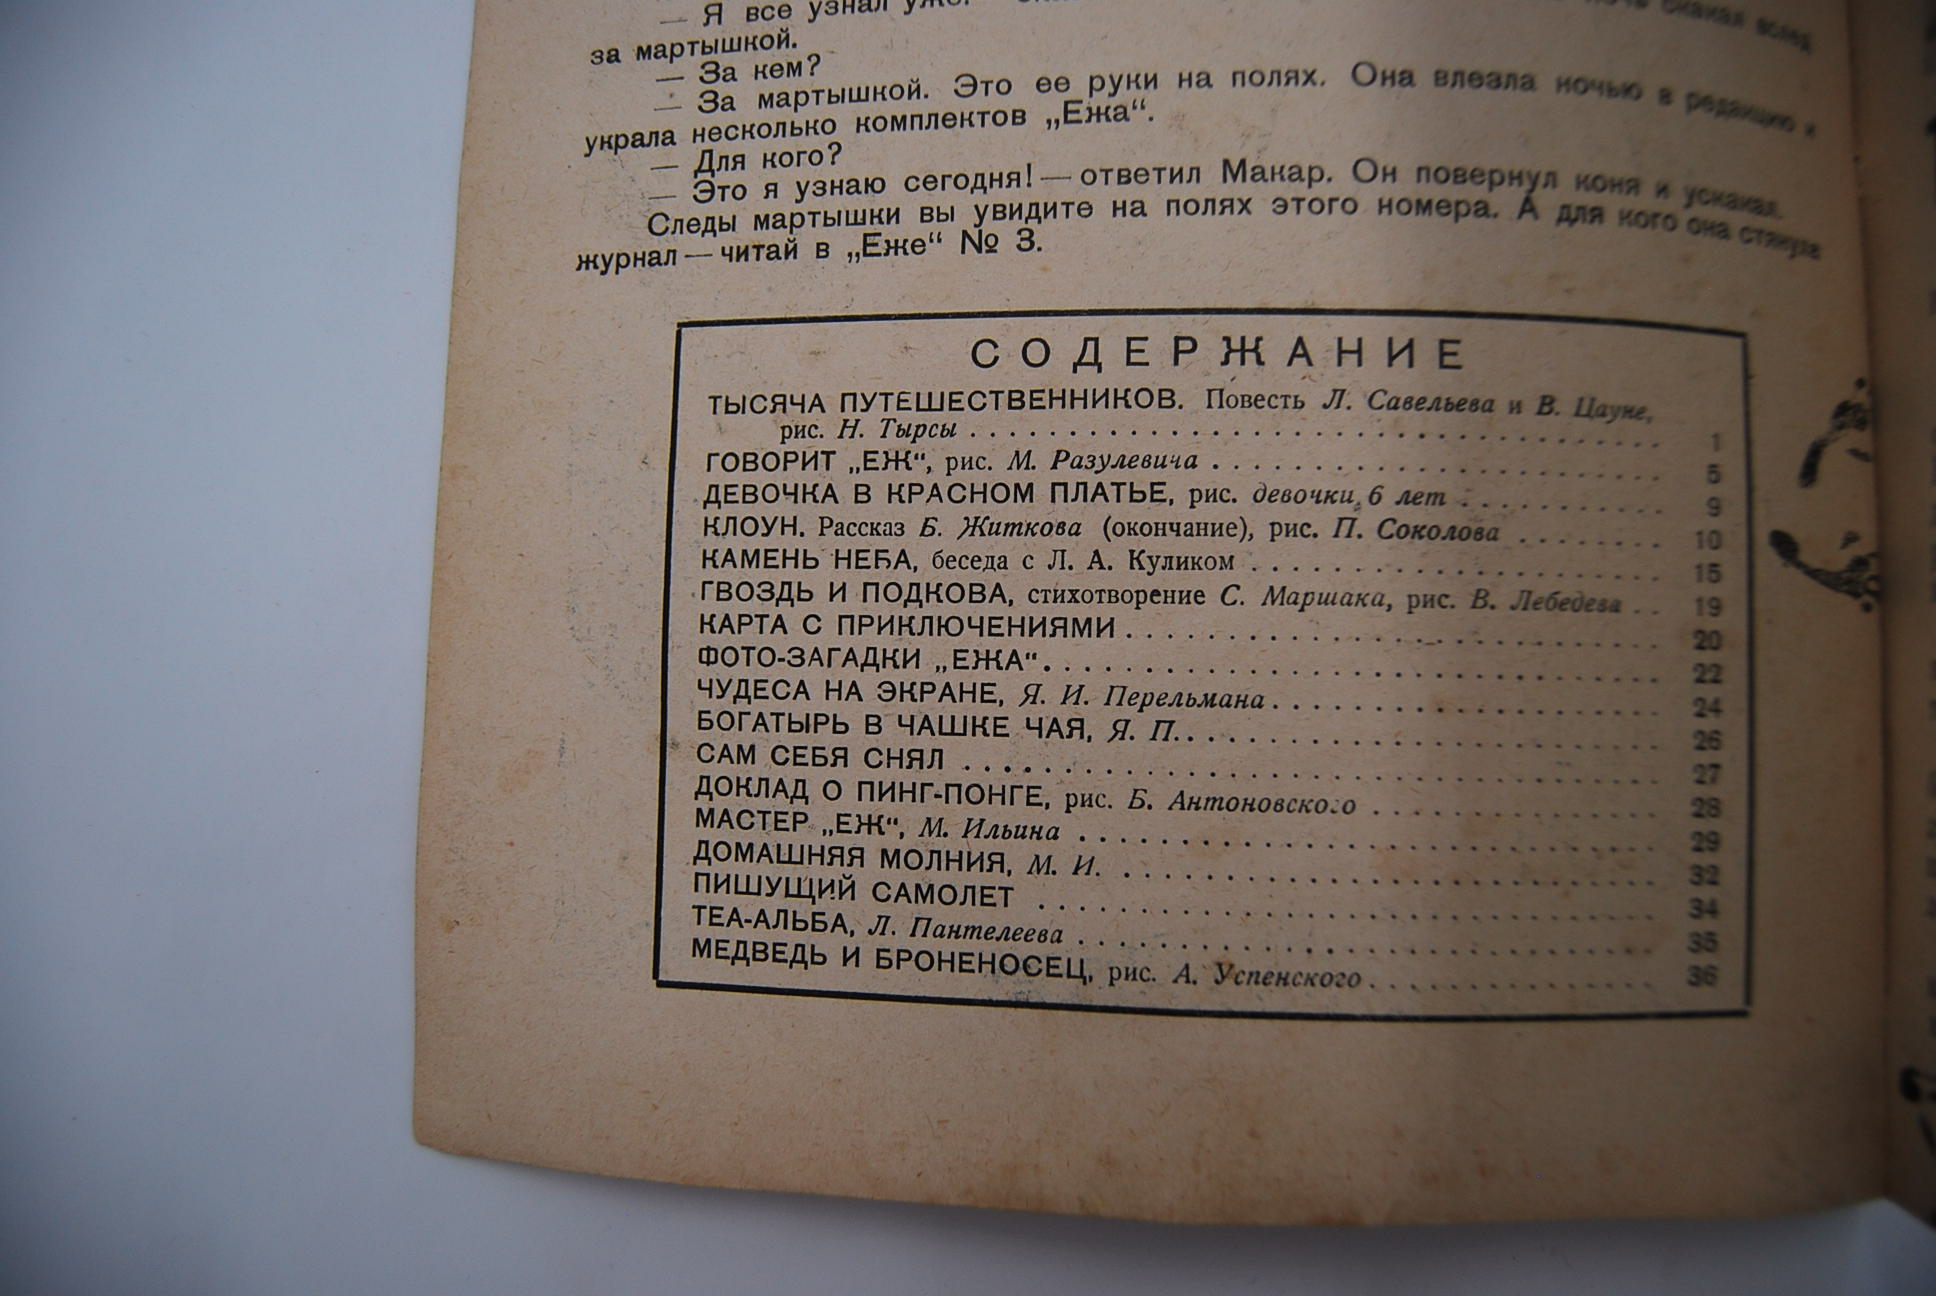 — Я все узнал уже.
за мартышкой.
— За кем?
— За мартышкой. Это ее руки на полях. Она влезла ночью в редакцию и
украла несколько комплектов „Ежа“.
— Для кого?
— Это я узнаю сегодня! — ответил Макар. Он повернул коня и ускакал.
Следы мартышки вы увидите на полях этого номера. А для кого она стянула
журнал — читай в „Еже“ № 3.
СОДЕРЖАНИЕ
ТЫСЯЧА ПУТЕШЕСТВЕННИКОВ. Повесть Л. Савельева и В. Цауне,
рис. Н. Тырсы . . . . . . . . . . 1
ГОВОРИТ „ЕЖ“, рис. М. Разулевича . . . . . . . . . . 5
ДЕВОЧКА В КРАСНОМ ПЛАТЬЕ, рис. девочки 6 лет . . . . . . . . . . 9
КЛОУН. Рассказ Б. Житкова (окончание), рис. П. Соколова . . . . . . . . 10
КАМЕНЬ НЕБА, беседа с Л. А. Куликом . . . . . . . . . . 15
ГВОЗДЬ И ПОДКОВА, стихотворение С. Маршака, рис. В. Лебедева . . 19
КАРТА С ПРИКЛЮЧЕНИЯМИ . . . . . . . . . . 20
ФОТО-ЗАГАДКИ „ЕЖА“ . . . . . . . . . . 22
ЧУДЕСА НА ЭКРАНЕ, Я. И. Перельмана . . . . . . . . . . 24
БОГАТЫРЬ В ЧАШКЕ ЧАЯ, Я. П. . . . . . . . . . . 26
САМ СЕБЯ СНЯЛ . . . . . . . . . . 27
ДОКЛАД О ПИНГ-ПОНГЕ, рис. Б. Антоновского . . . . . . . . . . 28
МАСТЕР „ЕЖ“, М. Ильина . . . . . . . . . . 29
ДОМАШНЯЯ МОЛНИЯ, М. И. . . . . . . . . . . 32
ПИШУЩИЙ САМОЛЕТ . . . . . . . . . . 34
ТЕА-АЛЬБА, Л. Пантелеева . . . . . . . . . . 35
МЕДВЕДЬ И БРОНЕНОСЕЦ, рис. А. Успенского . . . . . . . . . . 36